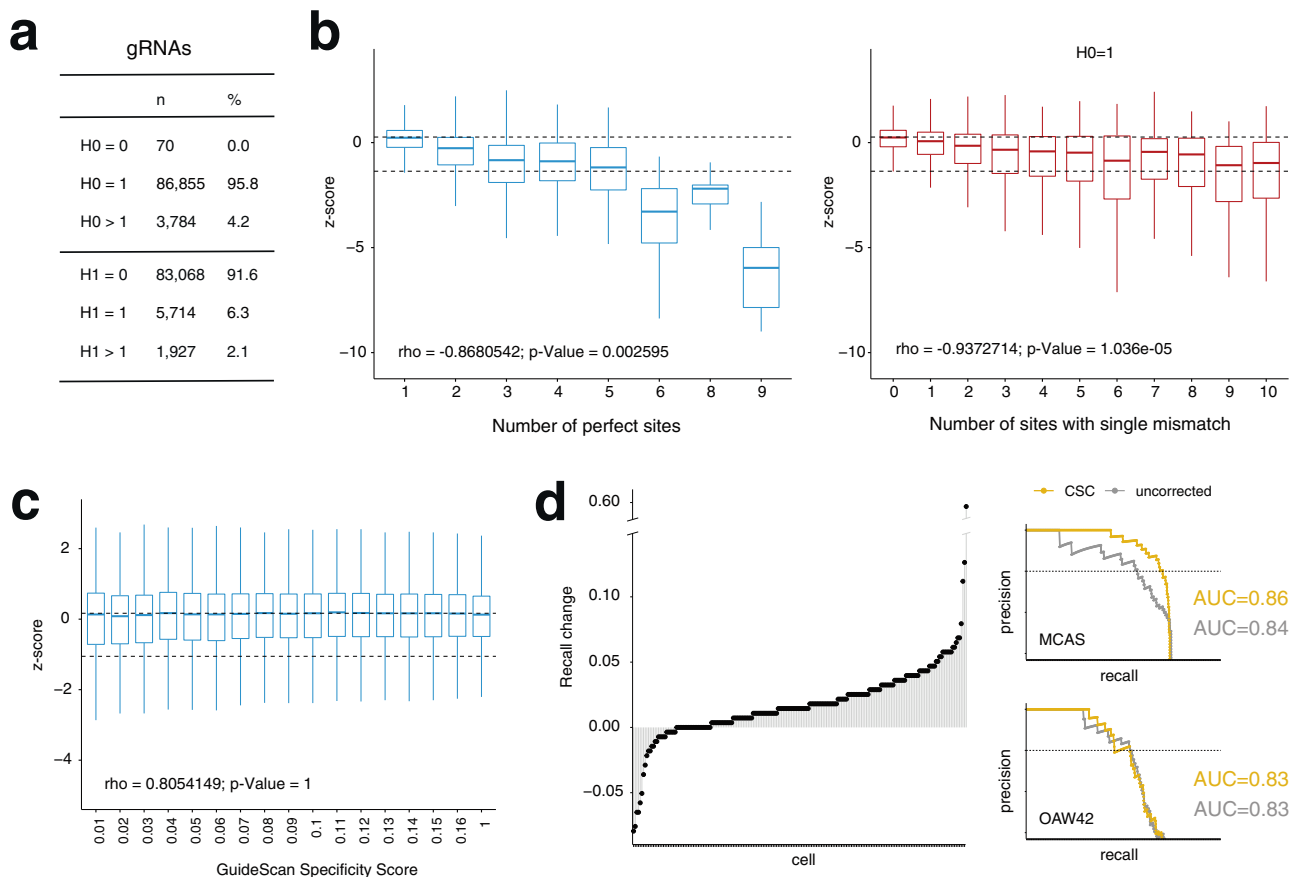 a
gRNAs
n %
H0 = 0 70 0.0
H0 = 1 86,855 95.8
H0 > 1 3,784 4.2
H1 = 0 83,068 91.6
H1 = 1 5,714 6.3
H1 > 1 1,927 2.1
b
z-score
0
−5
−10
rho = -0.8680542; p-Value = 0.002595
1 2 3 4 5 6 8 9
Number of perfect sites
H0=1
z-score
0
−5
−10
rho = -0.9372714; p-Value = 1.036e-05
0 1 2 3 4 5 6 7 8 9 10
Number of sites with single mismatch
c
z-score
2
0
−2
−4
rho = 0.8054149; p-Value = 1
0.01 0.02 0.03 0.04 0.05 0.06 0.07 0.08 0.09 0.1 0.11 0.12 0.13 0.14 0.15 0.16 1
GuideScan Specificity Score
d
Recall change
0.60
0.10
0.05
0.00
−0.05
cell
CSC uncorrected
precision
AUC=0.86
AUC=0.84
MCAS
recall
precision
AUC=0.83
AUC=0.83
OAW42
recall